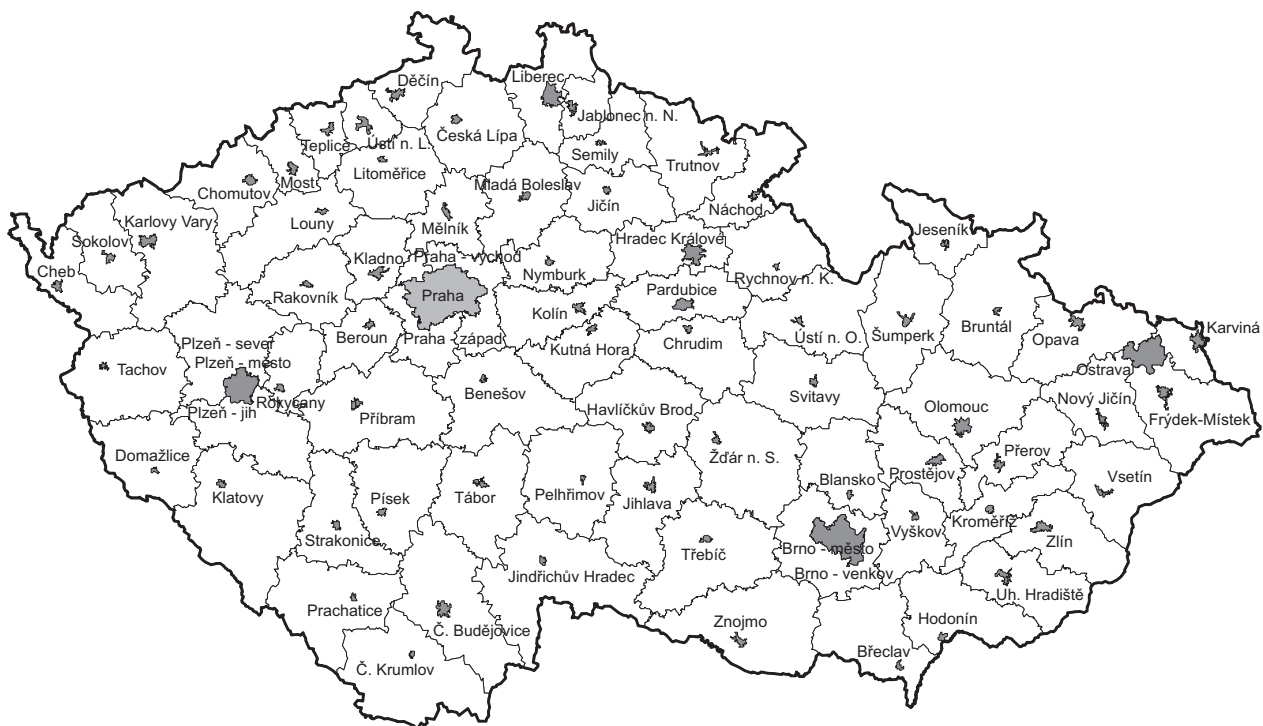 Děčín
Liberec
Jablonec n. N.
Ústí n. L.
Česká Lípa
Teplice
Semily
Trutnov
Litoměřice
Most
Mladá Boleslav
Chomutov
Jičín
Náchod
Karlovy Vary
Louny
Mělník
Jeseník
Sokolov
Hradec Králové
Kladno
Praha - východ
Cheb
Nymburk
Rychnov n. K.
Rakovník
Praha
Pardubice
Kolín
Bruntál
Karviná
Beroun
Praha - západ
Chrudim
Ústí n. O.
Šumperk
Opava
Plzeň - sever
Kutná Hora
Plzeň - město
Tachov
Ostrava
Benešov
Svitavy
Rokycany
Olomouc
Nový Jičín
Plzeň - jih
Příbram
Havlíčkův Brod
Frýdek-Místek
Domažlice
Žďár n. S.
Přerov
Prostějov
Vsetín
Blansko
Klatovy
Písek
Tábor
Pelhřimov
Jihlava
Kroměříž
Vyškov
Strakonice
Zlín
Třebíč
Brno - město
Jindřichův Hradec
Brno - venkov
Uh. Hradiště
Prachatice
Hodonín
Znojmo
Č. Budějovice
Břeclav
Č. Krumlov